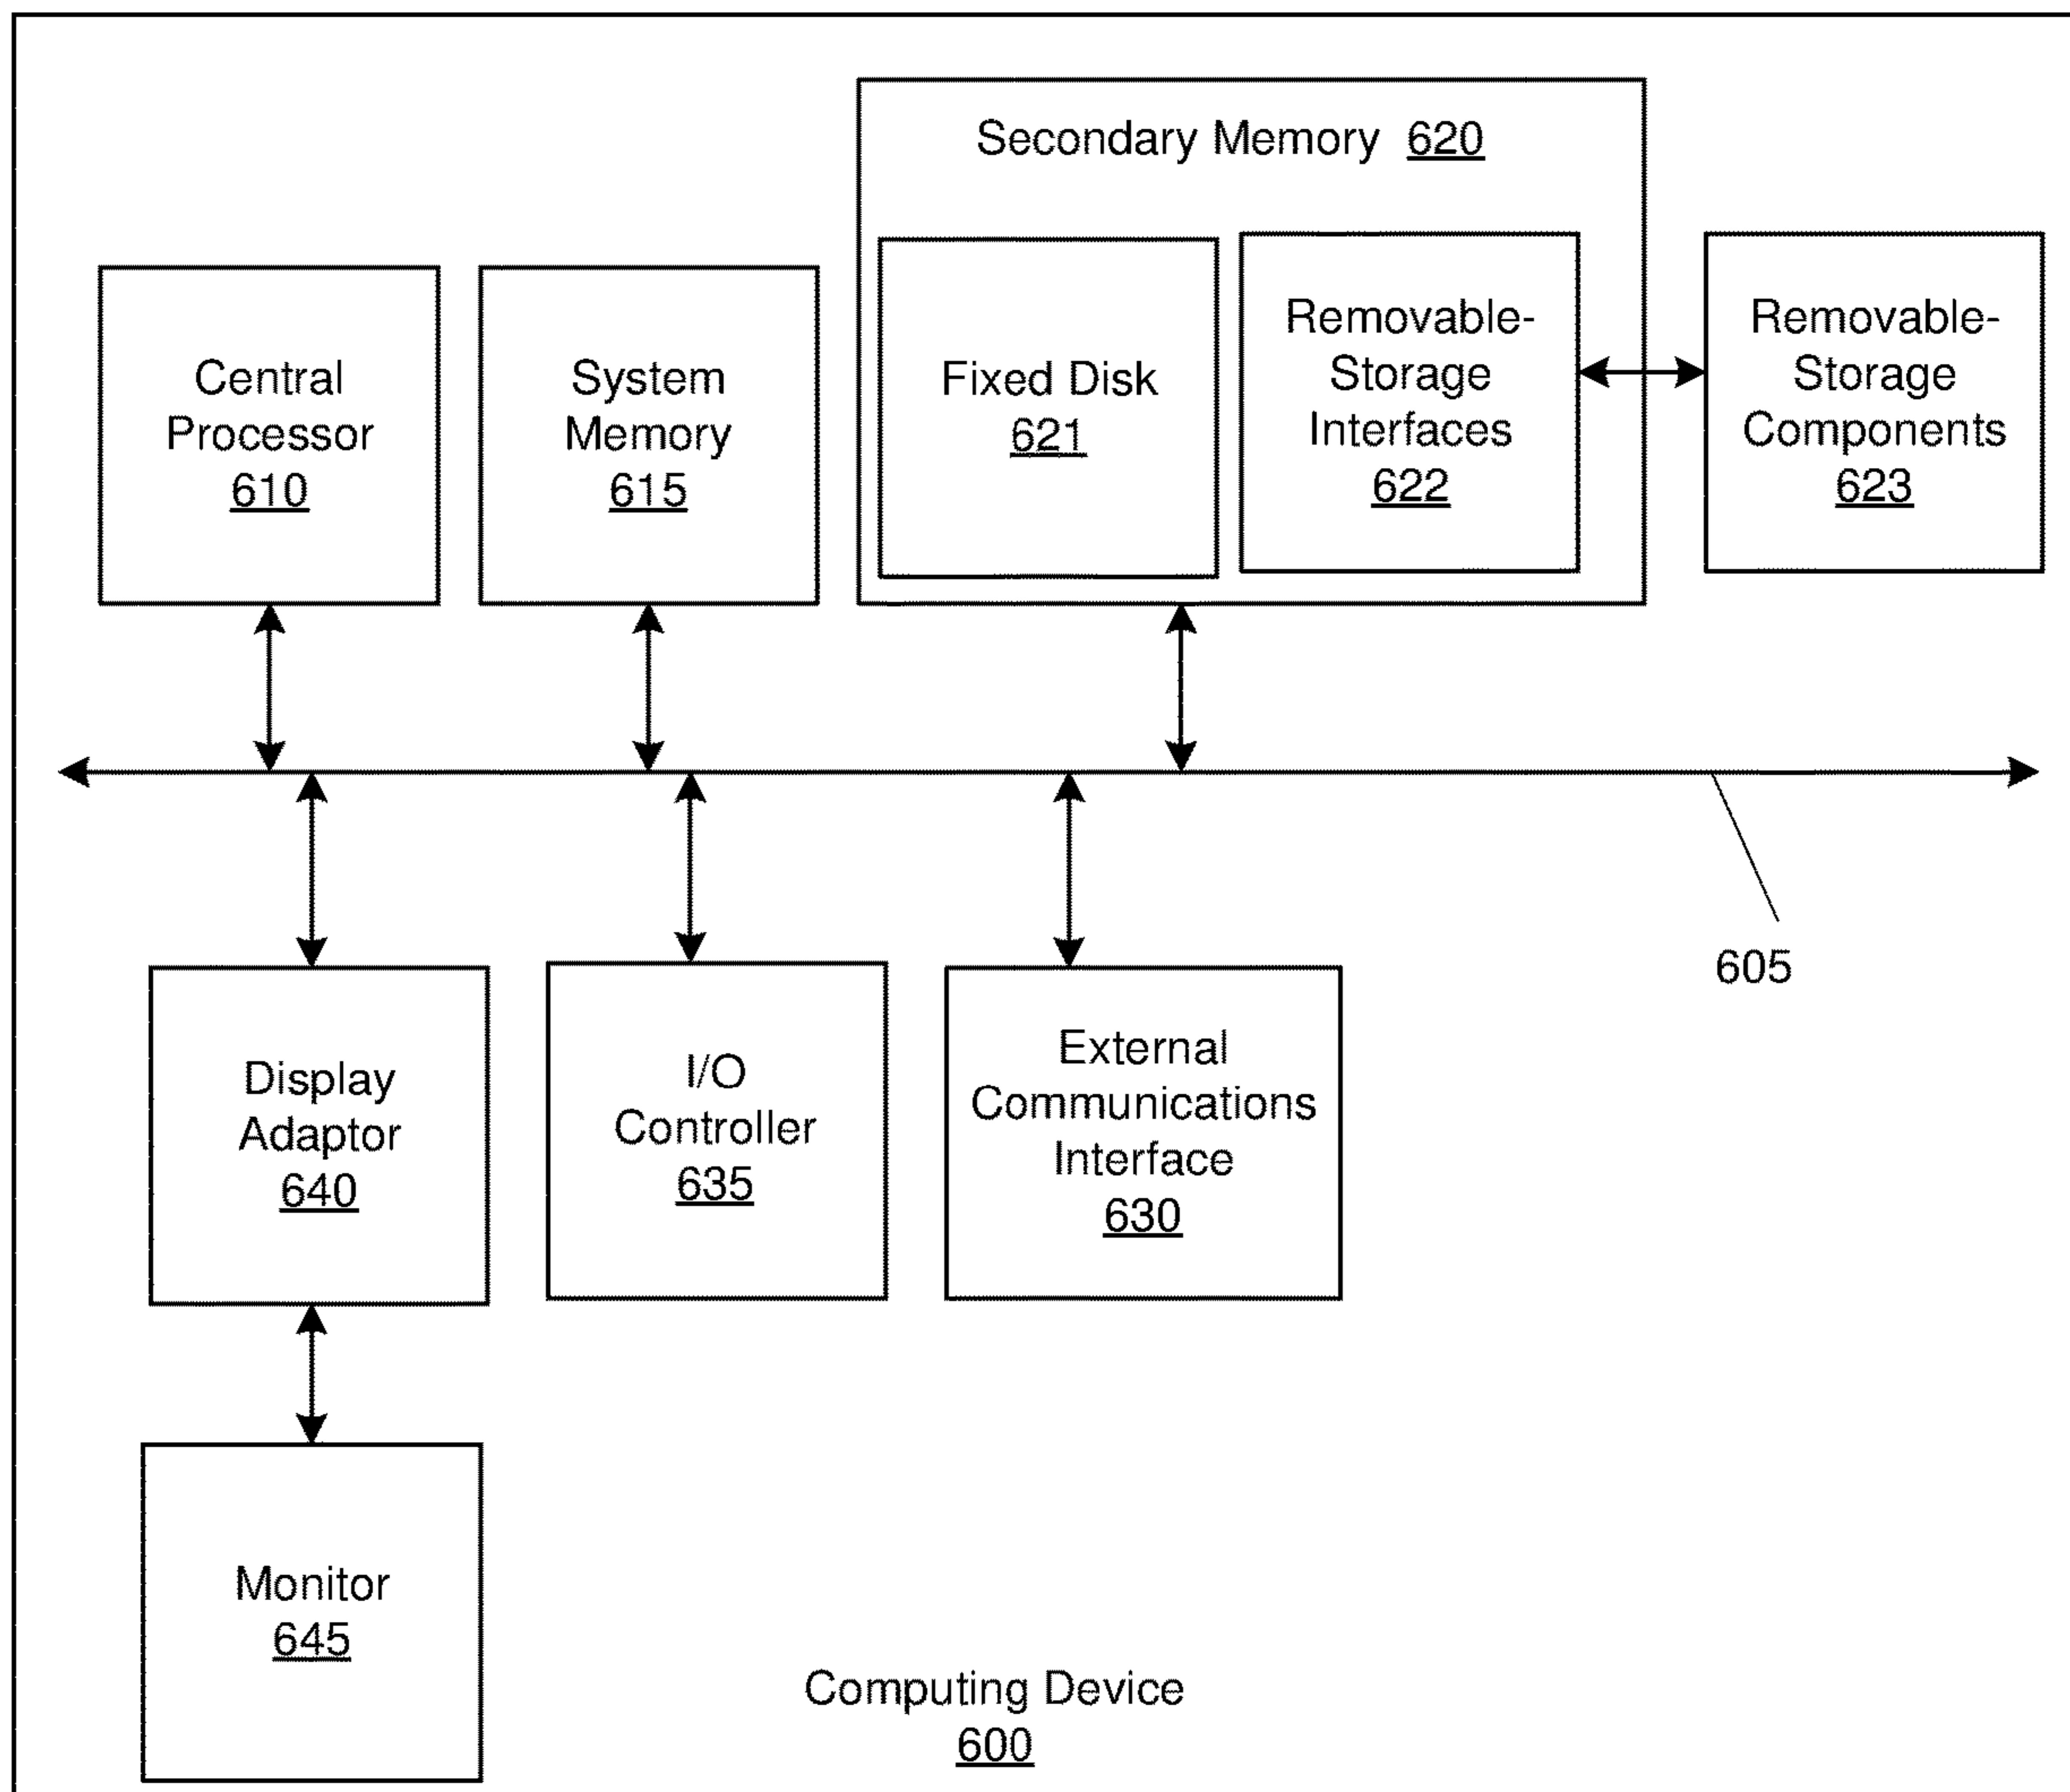 Secondary Memory 620
Central
Processor
610
System
Memory
615
Fixed Disk
621
Removable-
Storage
Interfaces
622
Removable-
Storage
Components
623
605
Display
Adaptor
640
I/O
Controller
635
External
Communications
Interface
630
Monitor
645
Computing Device
600